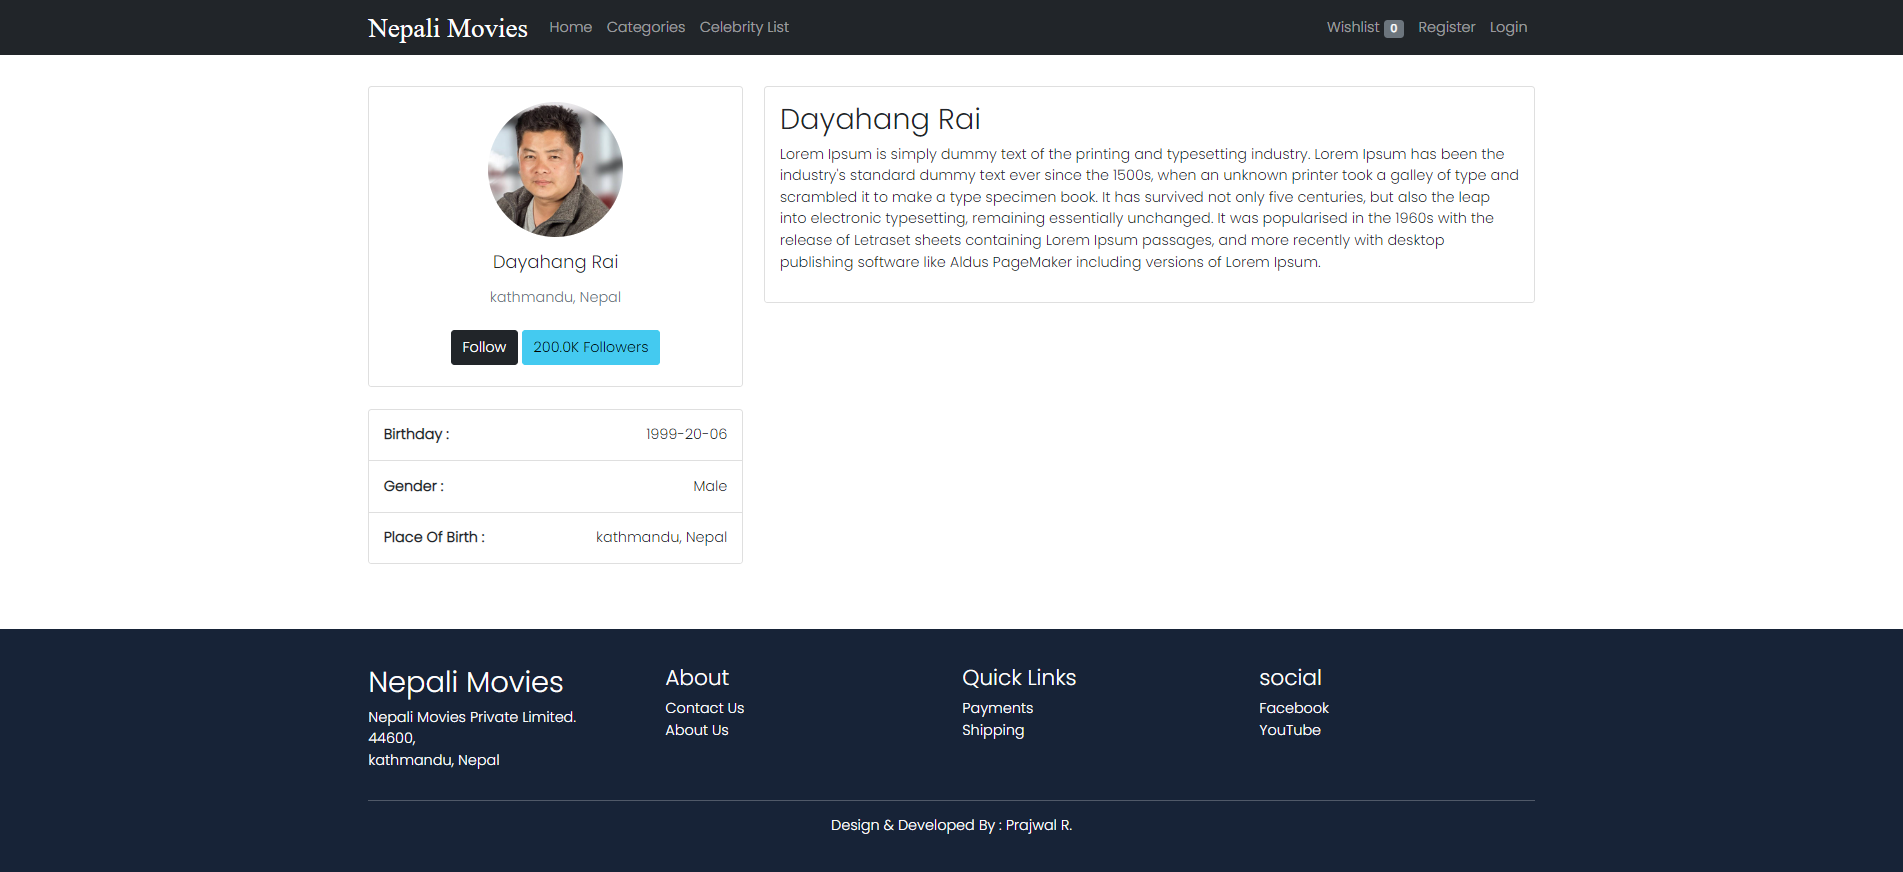 Nepali Movies Home Categories Celebrity List Wishlist 0 Register Login
Dayahang Rai
kathmandu, Nepal
Follow 200.0K Followers
Birthday : 1999-20-06
Gender : Male
Place Of Birth : kathmandu, Nepal
Dayahang Rai
Lorem Ipsum is simply dummy text of the printing and typesetting industry. Lorem Ipsum has been the
industry's standard dummy text ever since the 1500s, when an unknown printer took a galley of type and
scrambled it to make a type specimen book. It has survived not only five centuries, but also the leap
into electronic typesetting, remaining essentially unchanged. It was popularised in the 1960s with the
release of Letraset sheets containing Lorem Ipsum passages, and more recently with desktop
publishing software like Aldus PageMaker including versions of Lorem Ipsum.
Nepali Movies
Nepali Movies Private Limited.
44600,
kathmandu, Nepal
About
Contact Us
About Us
Quick Links
Payments
Shipping
social
Facebook
YouTube
Design & Developed By : Prajwal R.